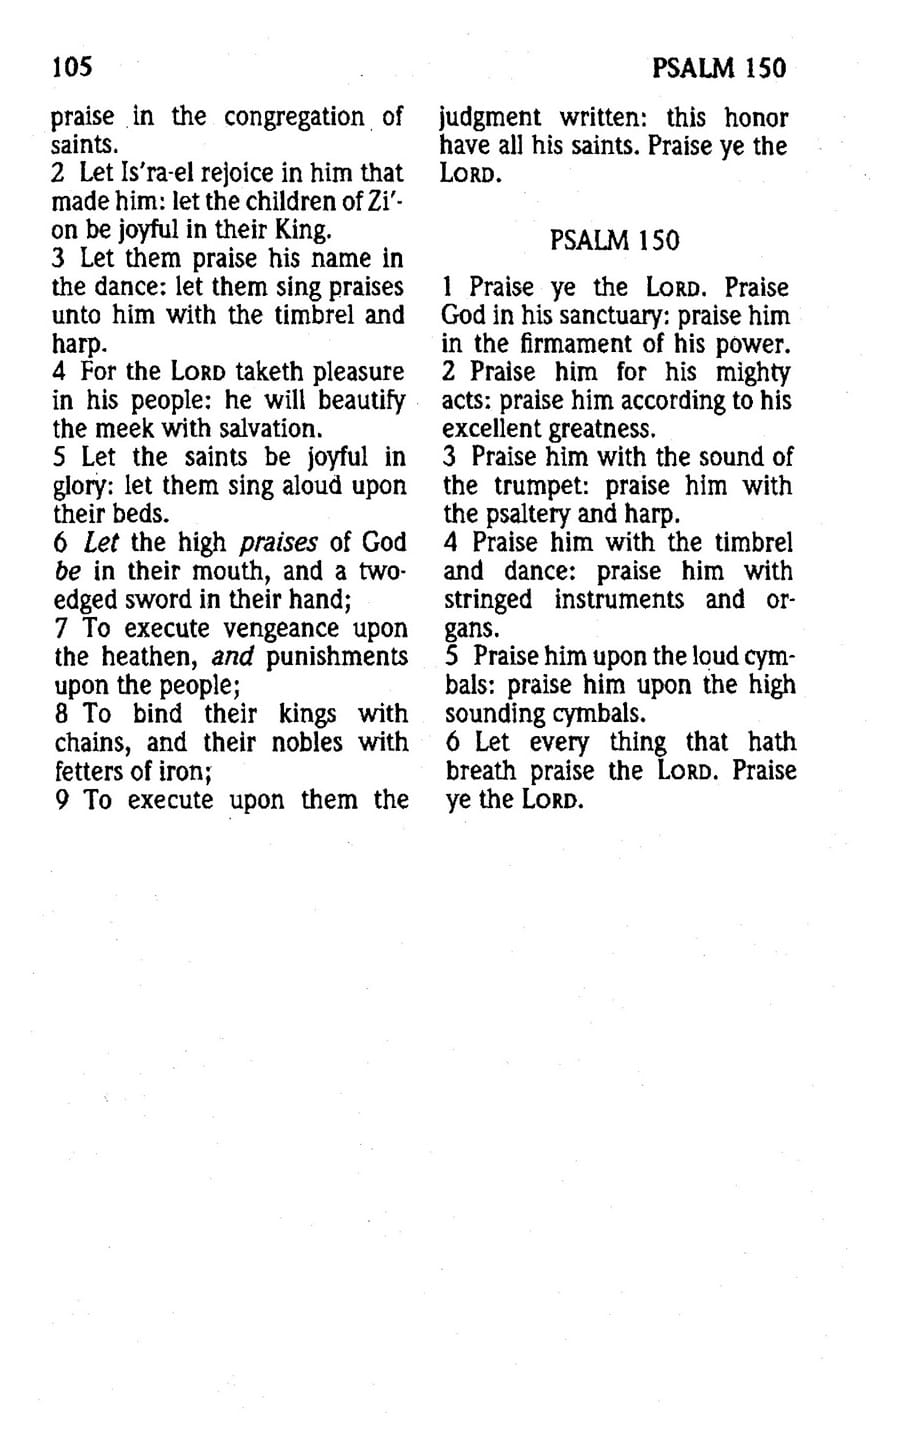 105
PSALM 150
praise in the congregation of
saints.
2 Let Is′ra-el rejoice in him that
made him: let the children of Zi′-
on be joyful in their King.
3 Let them praise his name in
the dance: let them sing praises
unto him with the timbrel and
harp.
4 For the LORD taketh pleasure
in his people: he will beautify
the meek with salvation.
5 Let the saints be joyful in
glory: let them sing aloud upon
their beds.
6 Let the high praises of God
be in their mouth, and a two-
edged sword in their hand;
7 To execute vengeance upon
the heathen, and punishments
upon the people;
8 To bind their kings with
chains, and their nobles with
fetters of iron;
9 To execute upon them the
judgment written: this honor
have all his saints. Praise ye the
LORD.
PSALM 150
1 Praise ye the LORD. Praise
God in his sanctuary: praise him
in the firmament of his power.
2 Praise him for his mighty
acts: praise him according to his
excellent greatness.
3 Praise him with the sound of
the trumpet: praise him with
the psaltery and harp.
4 Praise him with the timbrel
and dance: praise him with
stringed instruments and or-
gans.
5 Praise him upon the loud cym-
bals: praise him upon the high
sounding cymbals.
6 Let every thing that hath
breath praise the LORD. Praise
ye the LORD.